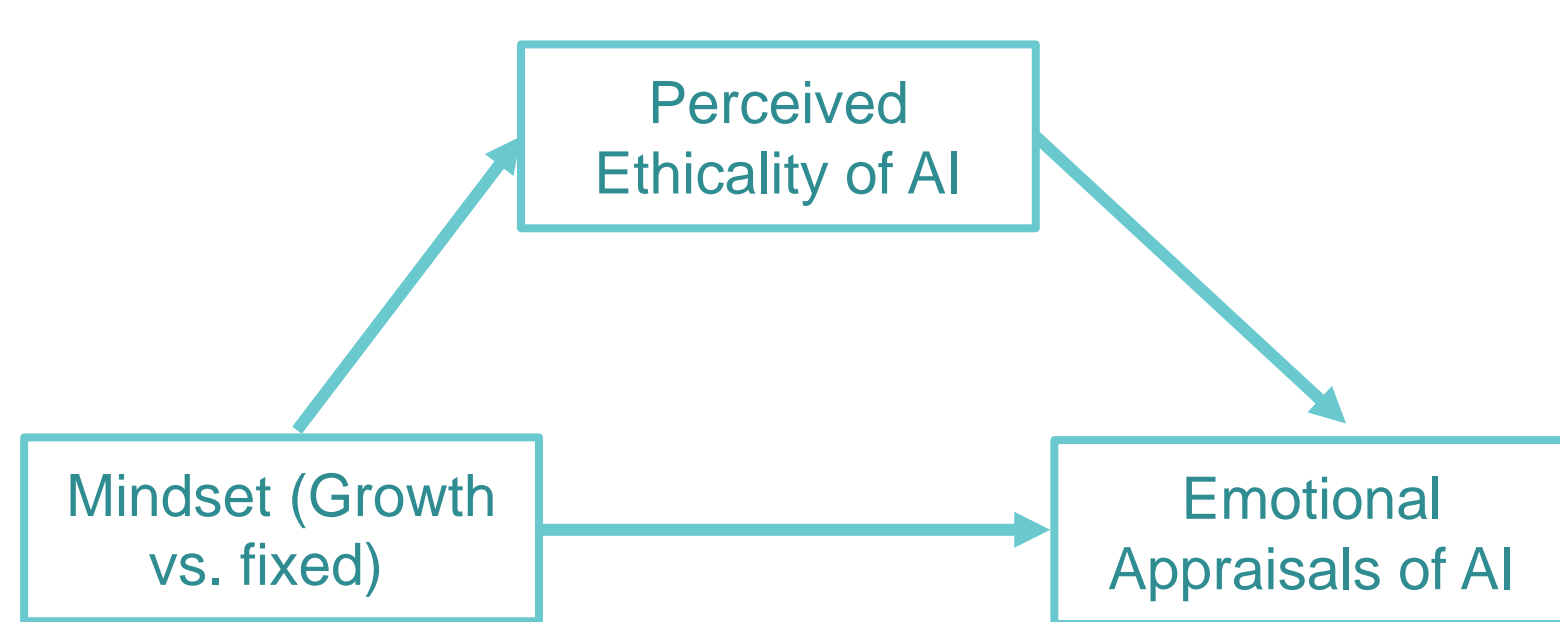 Perceived
Ethicality of AI
Mindset (Growth
vs. fixed)
Emotional
Appraisals of AI